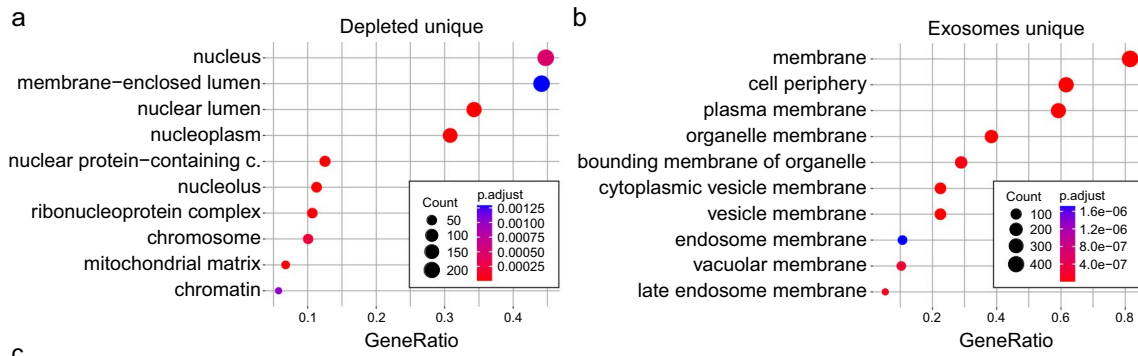 a
Depleted unique
nucleus
membrane−enclosed lumen
nuclear lumen
nucleoplasm
nuclear protein−containing c.
nucleolus
ribonucleoprotein complex
chromosome
mitochondrial matrix
chromatin
Count
50
100
150
200
p.adjust
0.00125
0.00100
0.00075
0.00050
0.00025
0.1 0.2 0.3 0.4
GeneRatio
b
Exosomes unique
membrane
cell periphery
plasma membrane
organelle membrane
bounding membrane of organelle
cytoplasmic vesicle membrane
vesicle membrane
endosome membrane
vacuolar membrane
late endosome membrane
Count
100
200
300
400
p.adjust
1.6e−06
1.2e−06
8.0e−07
4.0e−07
0.2 0.4 0.6 0.8
GeneRatio
c